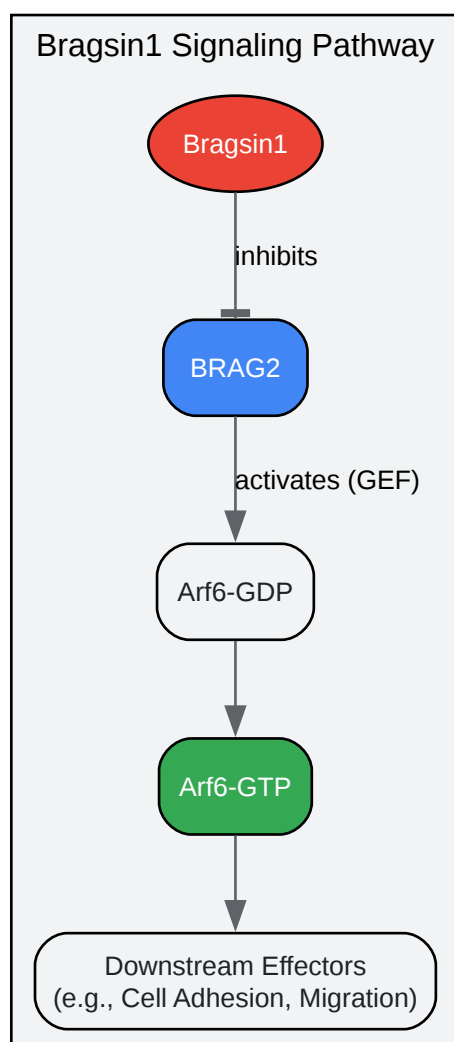 Bragsin1 Signaling Pathway
Bragsin1
inhibits
BRAG2
activates (GEF)
Arf6-GDP
Arf6-GTP
Downstream Effectors
(e.g., Cell Adhesion, Migration)